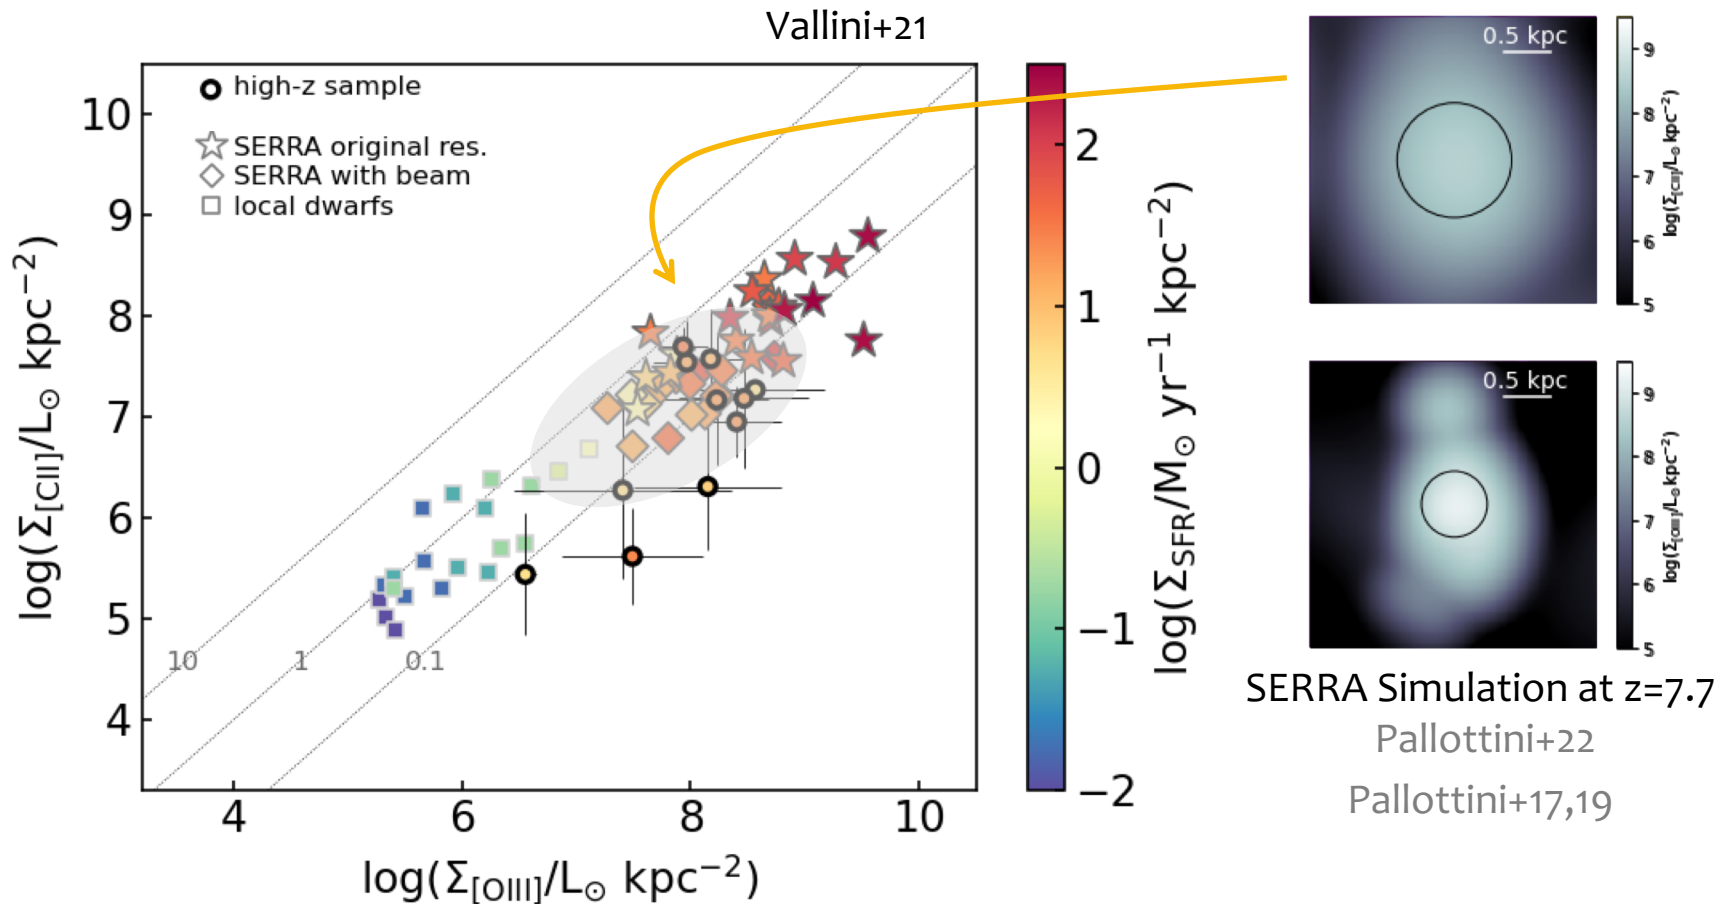 Vallini+21
high-z sample
SERRA original res.
SERRA with beam
local dwarfs
10
9
8
7
6
5
4
10
1
0.1
4
6
8
10
log(Σ[CII]/L⊙ kpc⁻²)
log(Σ[OIII]/L⊙ kpc⁻²)
2
1
0
−1
−2
log(Σ_SFR/M⊙ yr⁻¹ kpc⁻²)
0.5 kpc
9
8
7
6
5
log(Σ[CII]/L⊙ kpc⁻²)
0.5 kpc
9
8
7
6
5
log(Σ[OIII]/L⊙ kpc⁻²)
SERRA Simulation at z=7.7
Pallottini+22
Pallottini+17,19